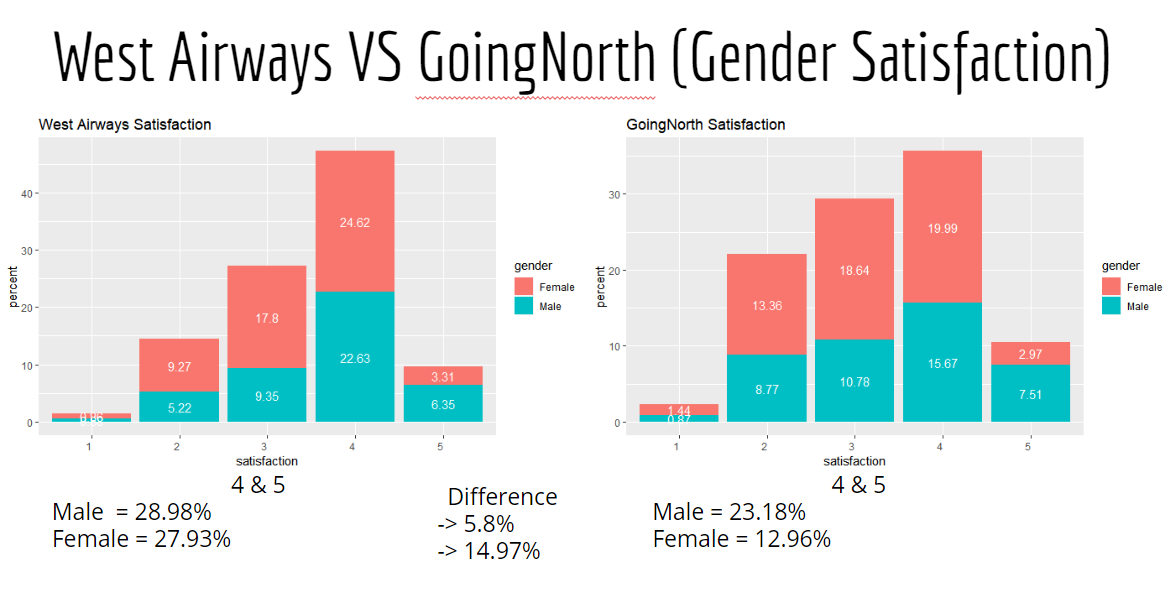 West Airways VS GoingNorth (Gender Satisfaction)
West Airways Satisfaction
percent
40
30
20
10
0
24.62
22.63
17.8
9.35
9.27
5.22
3.31
6.35
1
2
3
4
5
satisfaction
gender
Female
Male
GoingNorth Satisfaction
percent
30
20
10
0
19.99
15.67
18.64
10.78
13.36
8.77
2.97
7.51
1.44
0.87
1
2
3
4
5
satisfaction
gender
Female
Male
4 & 5
Male = 28.98%
Female = 27.93%
Difference
-> 5.8%
-> 14.97%
4 & 5
Male = 23.18%
Female = 12.96%